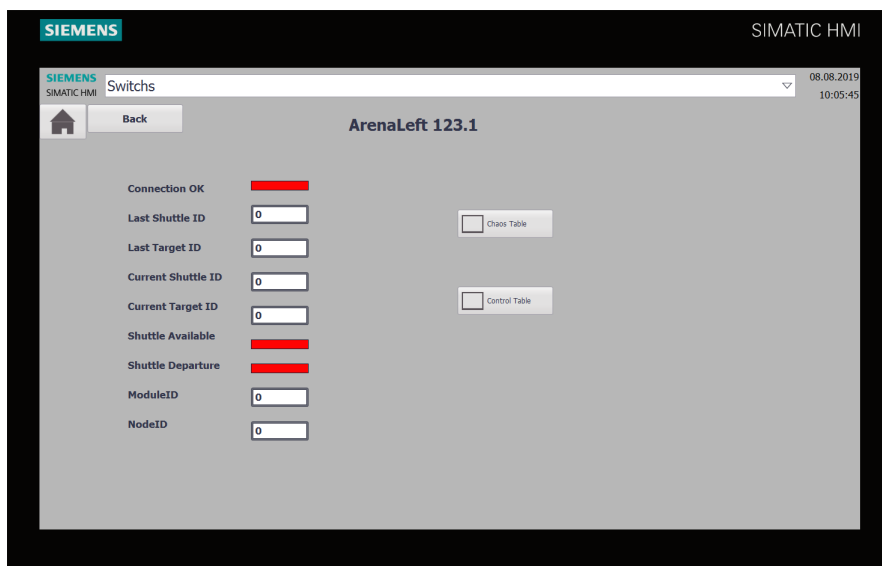 SIEMENS
SIMATIC HMI
SIEMENS
SIMATIC HMI
Switchs
08.08.2019
10:05:45
Back
ArenaLeft 123.1
Connection OK
Last Shuttle ID 0
Chaos Table
Last Target ID 0
Current Shuttle ID 0
Control Table
Current Target ID 0
Shuttle Available
Shuttle Departure
ModuleID 0
NodeID 0